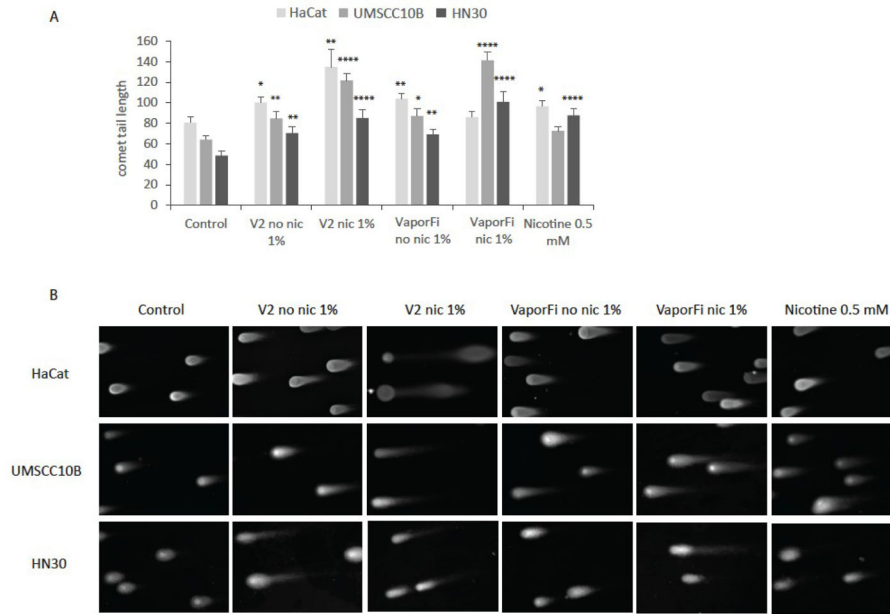 A
HaCat UMSCC10B HN30
comet tail length
160
140
120
100
80
60
40
20
0
** **** **** **** **** ** * ** ** * ** * ****
Control V2 no nic 1% V2 nic 1% VaporFi no nic 1% VaporFi nic 1% Nicotine 0.5 mM
B
Control V2 no nic 1% V2 nic 1% VaporFi no nic 1% VaporFi nic 1% Nicotine 0.5 mM
HaCat
UMSCC10B
HN30